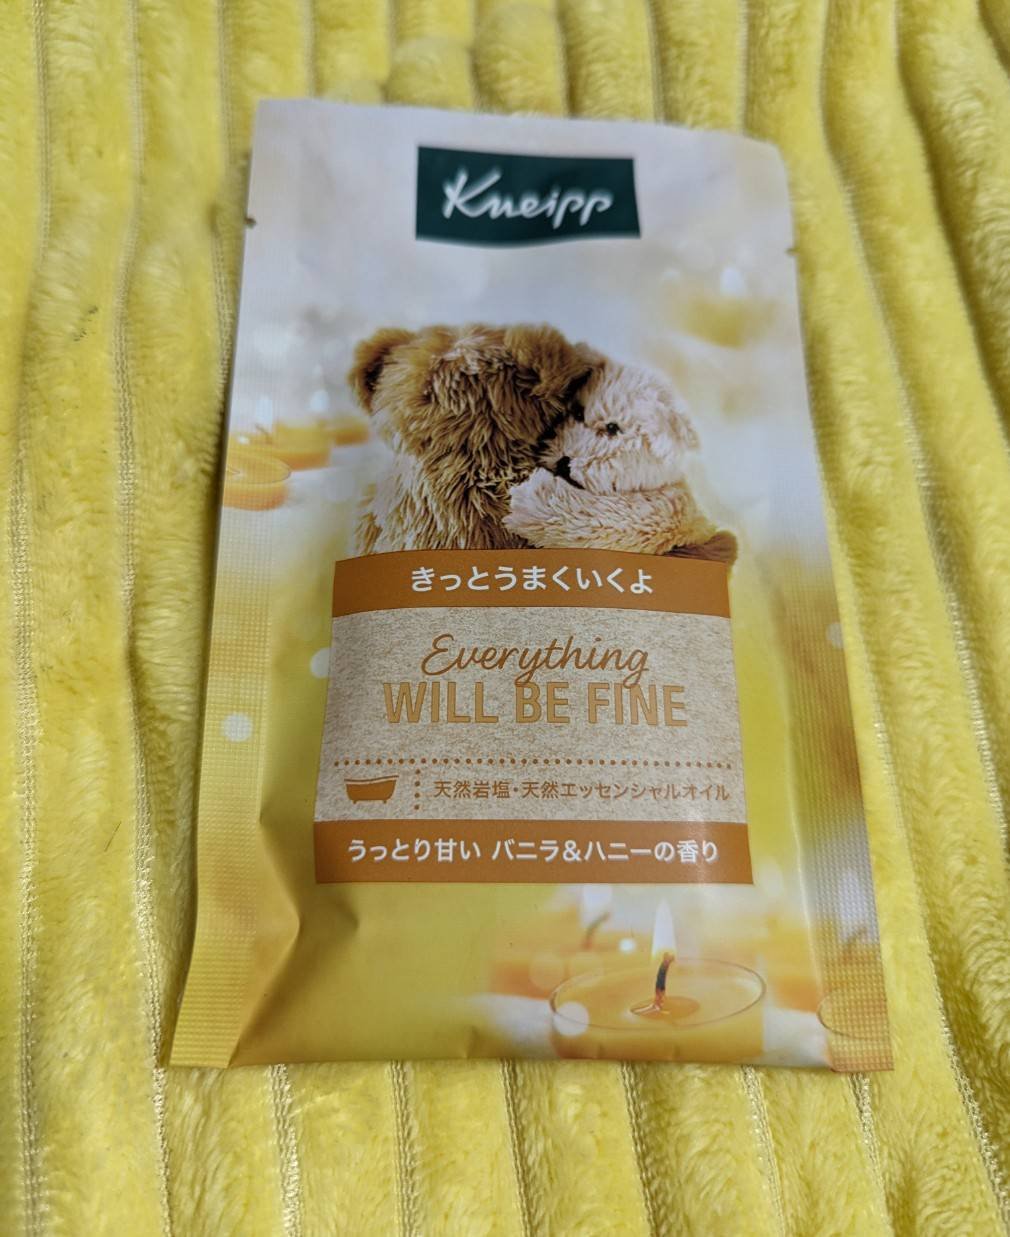 Kneipp
きっとうまくいくよ
Everything
WILL BE FINE
天然岩塩・天然エッセンシャルオイル
うっとり甘い バニラ&ハニーの香り